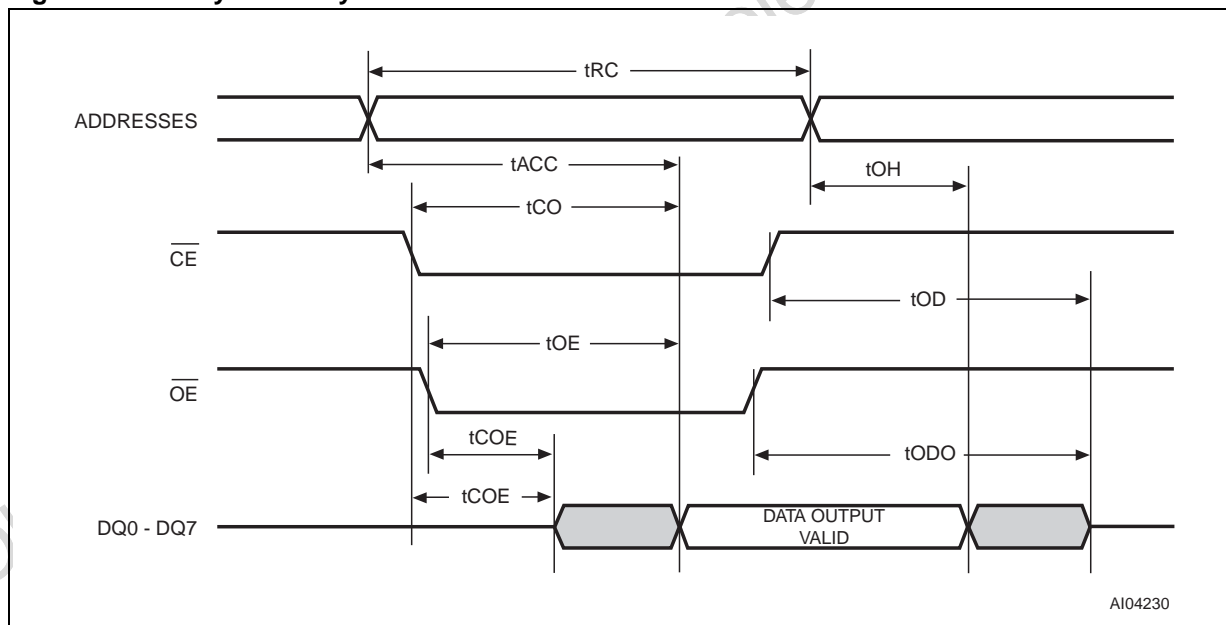 ADDRESSES
tRC
tACC
tOH
tCO
CE
tOD
tOE
OE
tCOE
tODO
tCOE
DQ0 - DQ7
DATA OUTPUT
VALID
AI04230